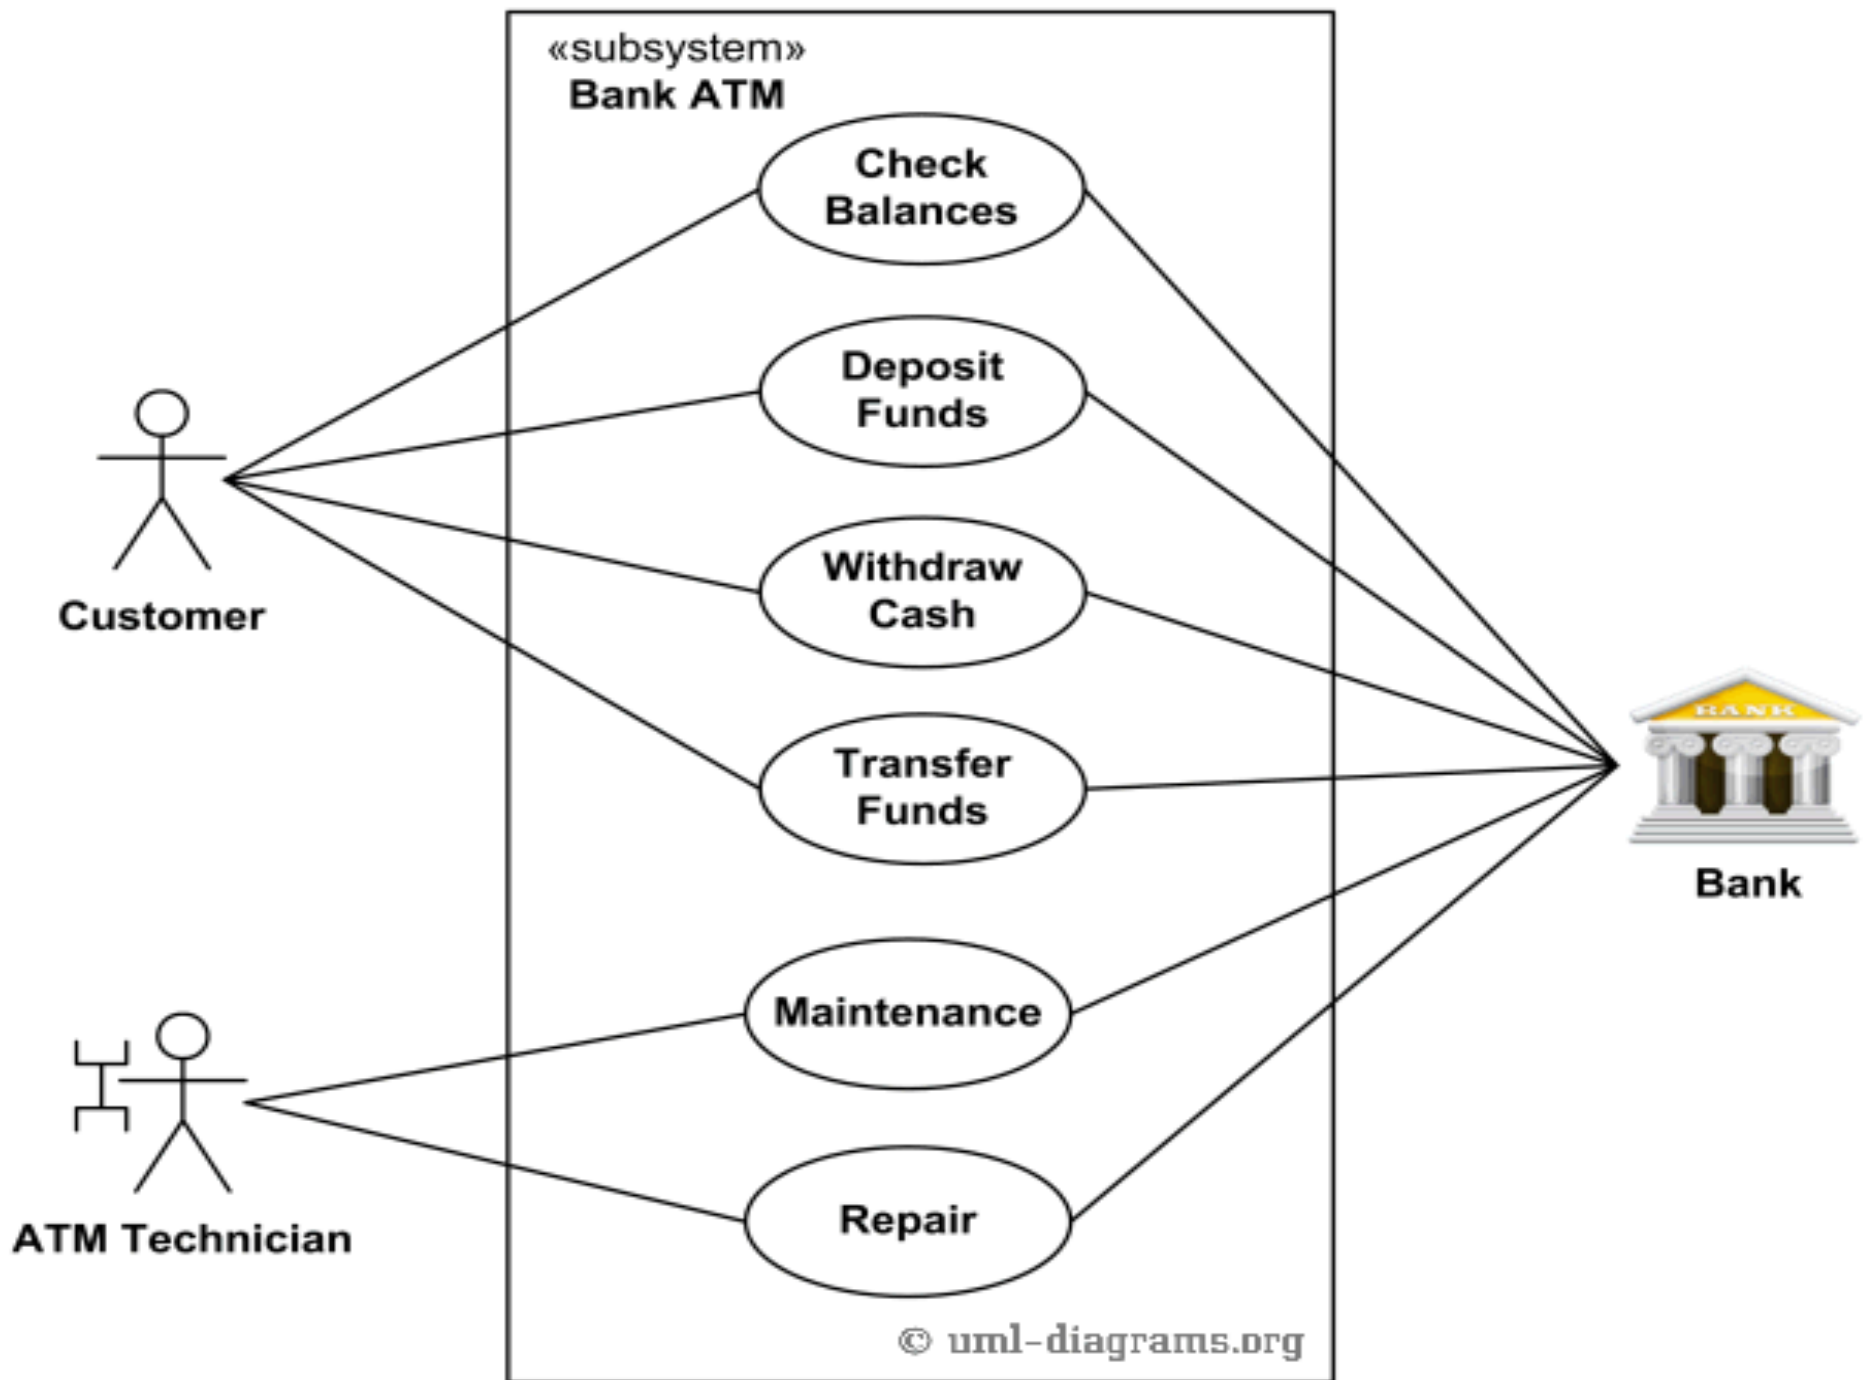 «subsystem»
Bank ATM
Check
Balances
Deposit
Funds
Withdraw
Cash
Customer
Transfer
Funds
BANK
Bank
Maintenance
ATM Technician
Repair
© uml-diagrams.org